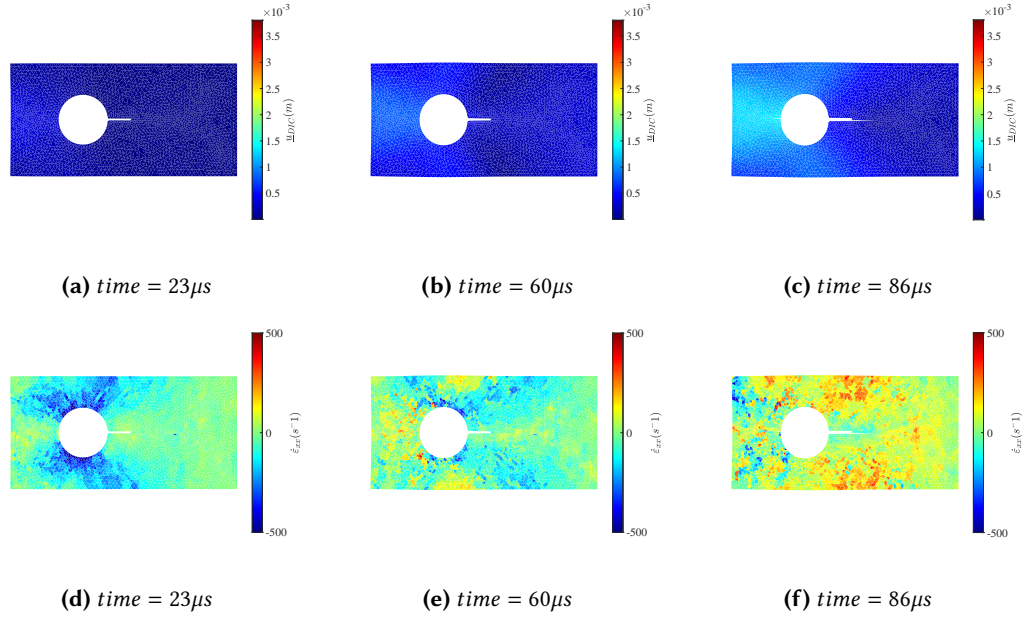 ×10⁻³ ×10⁻³ ×10⁻³
3.5 3.5 3.5
3 3 3
2.5 2.5 2.5
2 2 2
1.5 1.5 1.5
1 1 1
0.5 0.5 0.5
u_DIC(m) u_DIC(m) u_DIC(m)
(a) time = 23μs (b) time = 60μs (c) time = 86μs
500 500 500
0 0 0
-500 -500 -500
ε̇_xx(s⁻¹) ε̇_xx(s⁻¹) ε̇_xx(s⁻¹)
(d) time = 23μs (e) time = 60μs (f) time = 86μs